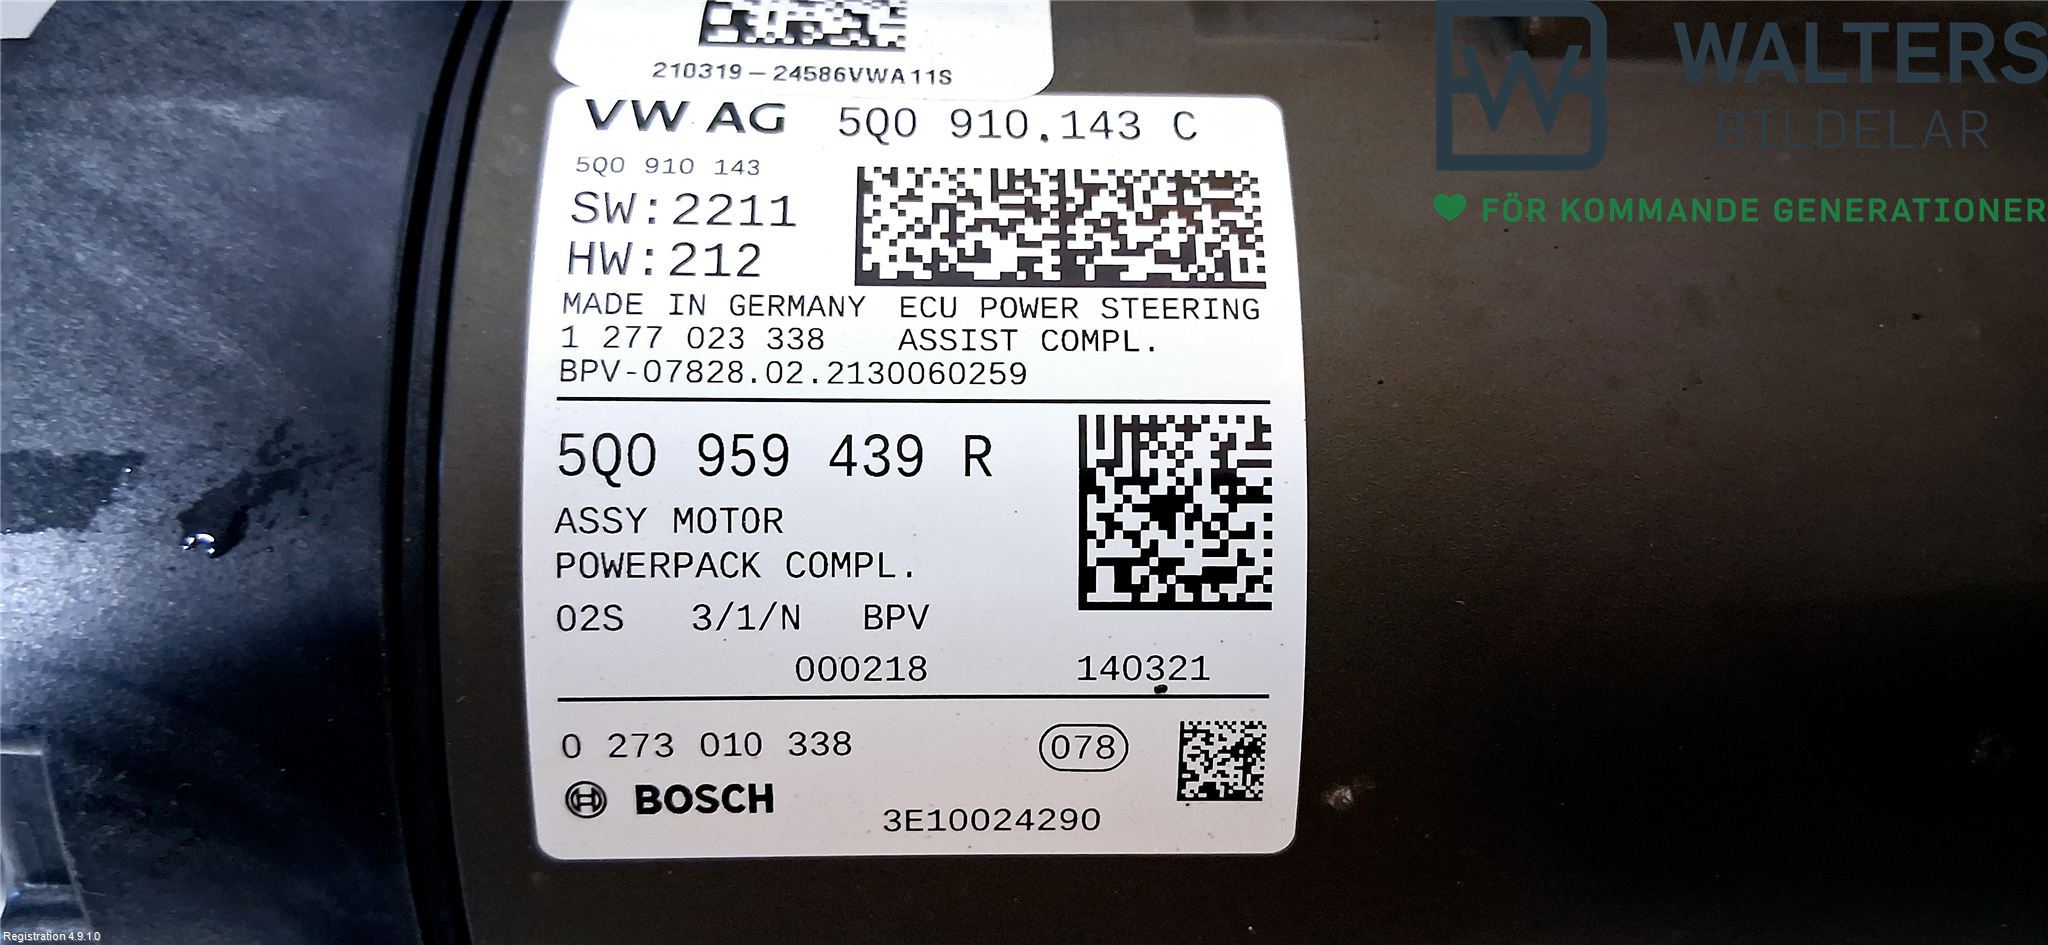 210319-24586VWA11S
VW AG 5Q0 910.143 C
5Q0 910 143
SW:2211
HW:212
MADE IN GERMANY ECU POWER STEERING
1 277 023 338 ASSIST COMPL.
BPV-07828.02.2130060259
5Q0 959 439 R
ASSY MOTOR
POWERPACK COMPL.
02S 3/1/N BPV
000218 140321
0 273 010 338 078
BOSCH
3E10024290
WALTERS
BILDELAR
FÖR KOMMANDE GENERATIONER
Registration 4.9.1.0